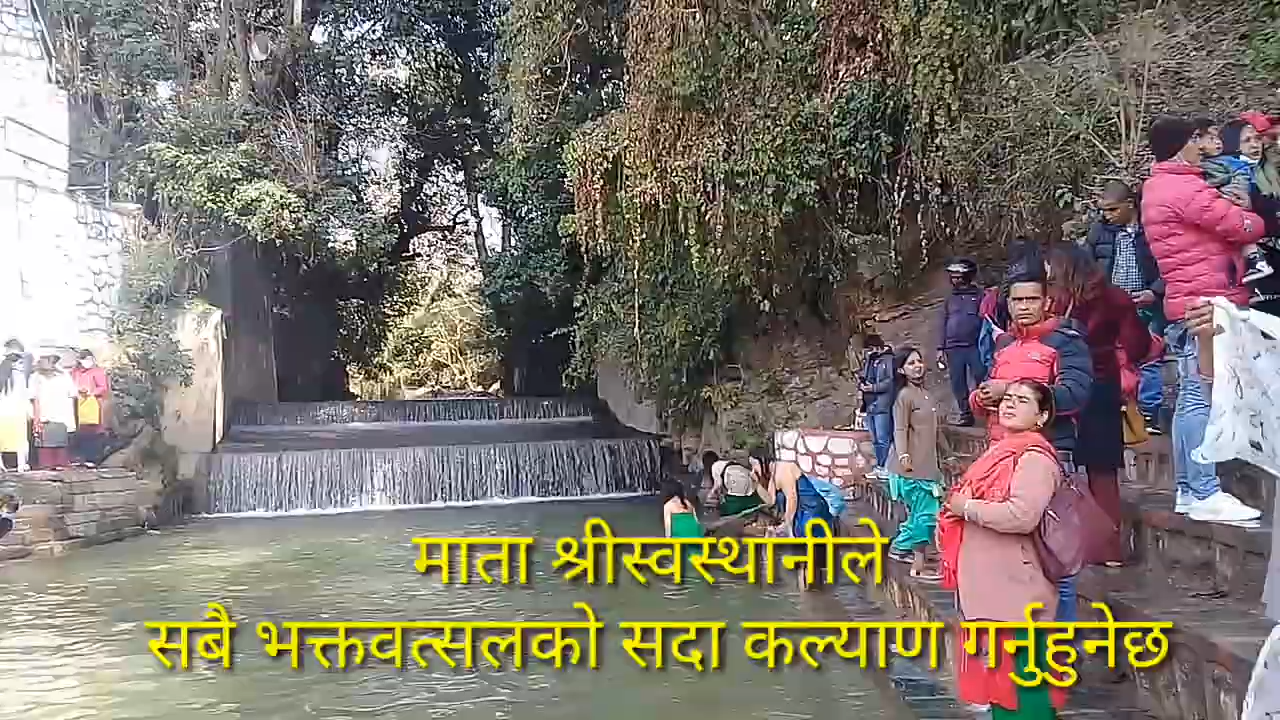 माता श्रीस्वस्थानीले
सबै भक्तवत्सलको सदा कल्याण गर्नुहुनेछ